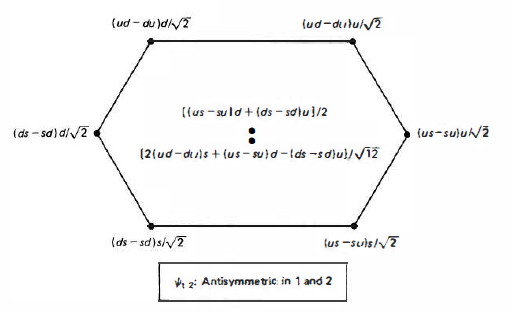 (ud – du)d/√2
(ud – du)u/√2
[(us – su)d + (ds – sd)u]/2
(ds – sd)d/√2
(us – su)u/√2
[2(ud – du)s + (us – su)d – (ds – sd)u]/√12
(ds – sd)s/√2
(us – su)s/√2
ψ₁₂: Antisymmetric in 1 and 2